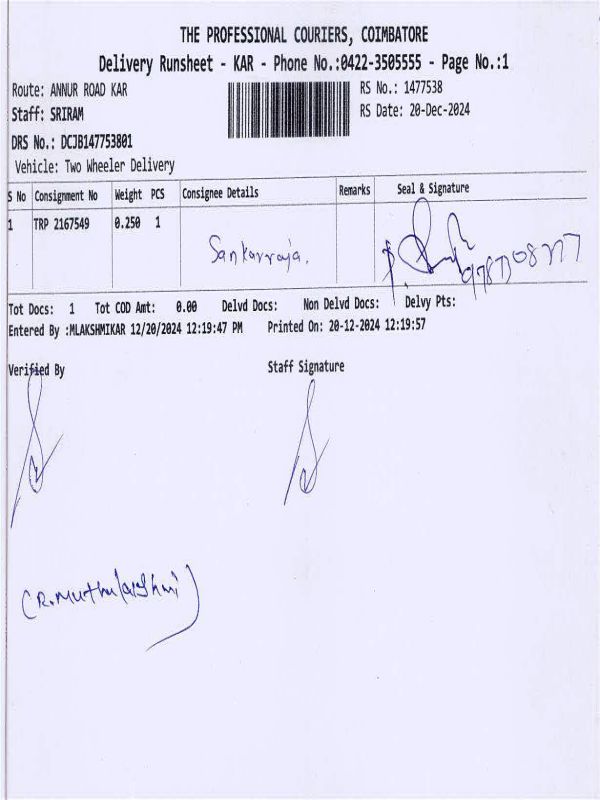 THE PROFESSIONAL COURIERS, COIMBATORE
Delivery Runsheet - KAR - Phone No.:0422-3505555 - Page No.:1
Route: ANNUR ROAD KAR RS No.: 1477538
Staff: SRIRAM RS Date: 20-Dec-2024
DRS No.: DCJB147753801
Vehicle: Two Wheeler Delivery
S No Consignment No Weight PCS Consignee Details Remarks Seal & Signature
1 TRP 2167549 0.250 1
Sankarraja.
Tot Docs: 1 Tot COD Amt: 0.00 Delvd Docs: Non Delvd Docs: Delvy Pts:
Entered By :MLAKSHMIKAR 12/20/2024 12:19:47 PM Printed On: 20-12-2024 12:19:57
Verified By Staff Signature
(R.Muthulakshmi)